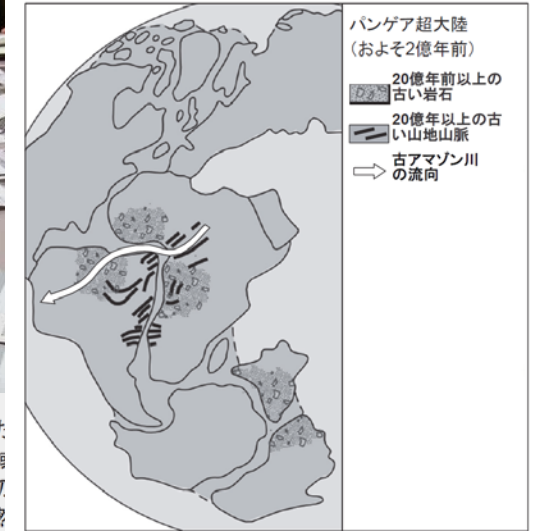 パンゲア超大陸
（およそ2億年前）
20億年前以上の
古い岩石
20億年以上の古
い山地山脈
古アマゾン川
の流向